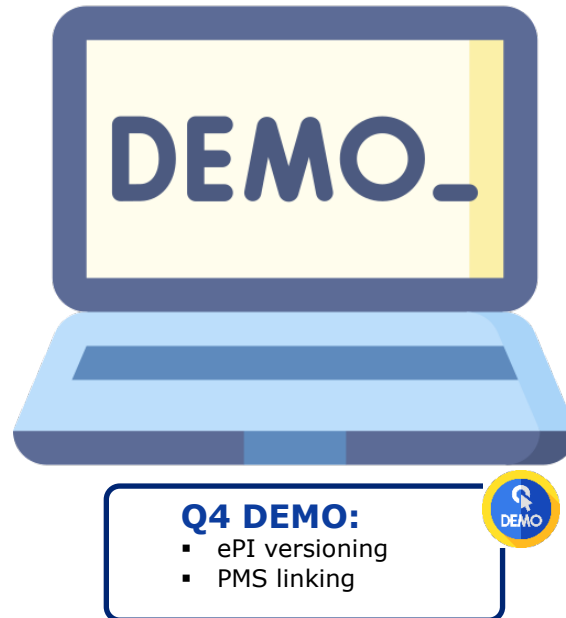 DEMO_
Q4 DEMO:
DEMO
▪ ePI versioning
▪ PMS linking